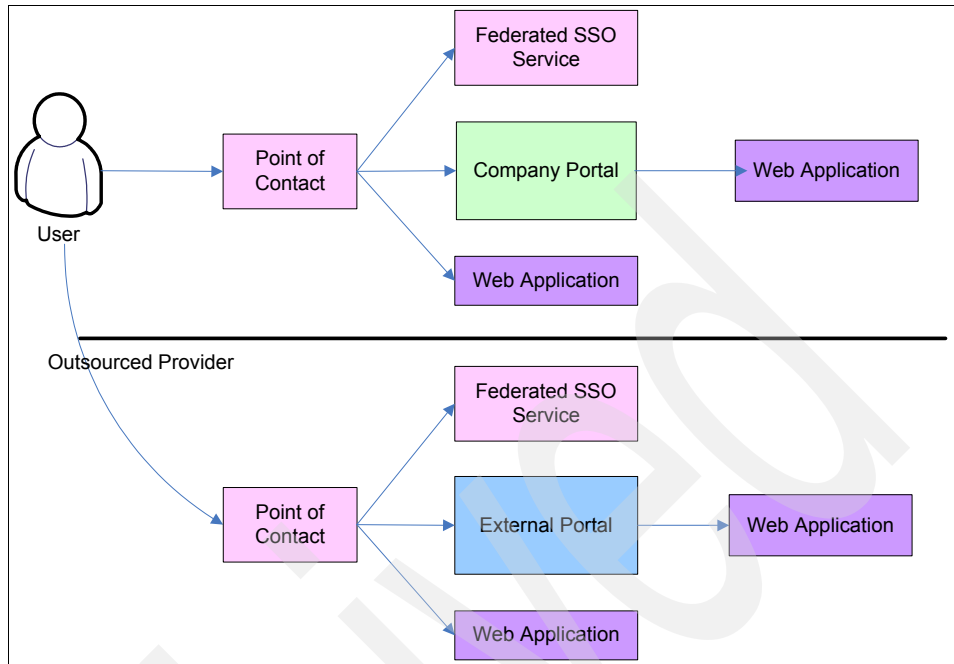 Federated SSO
Service
Point of
Contact
Company Portal
Web Application
User
Web Application
Outsourced Provider
Federated SSO
Service
Point of
Contact
External Portal
Web Application
Web Application